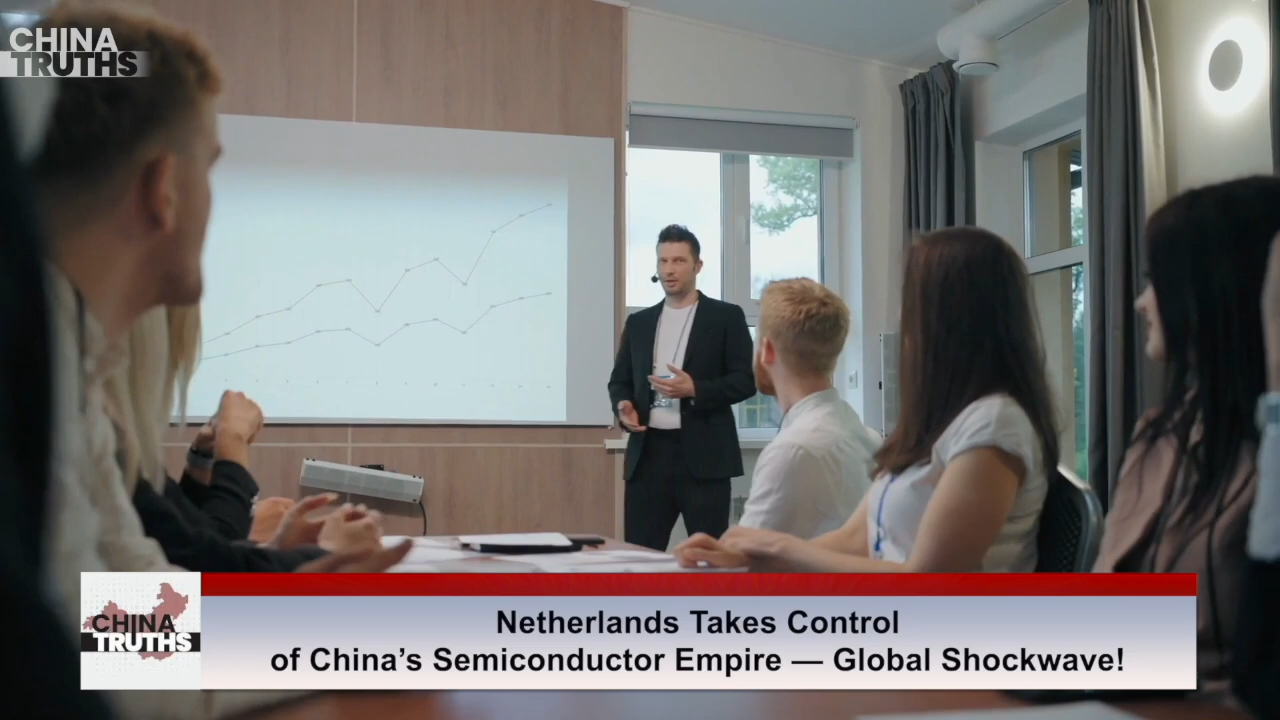 CHINA
TRUTHS
CHINA
TRUTHS
Netherlands Takes Control
of China’s Semiconductor Empire — Global Shockwave!